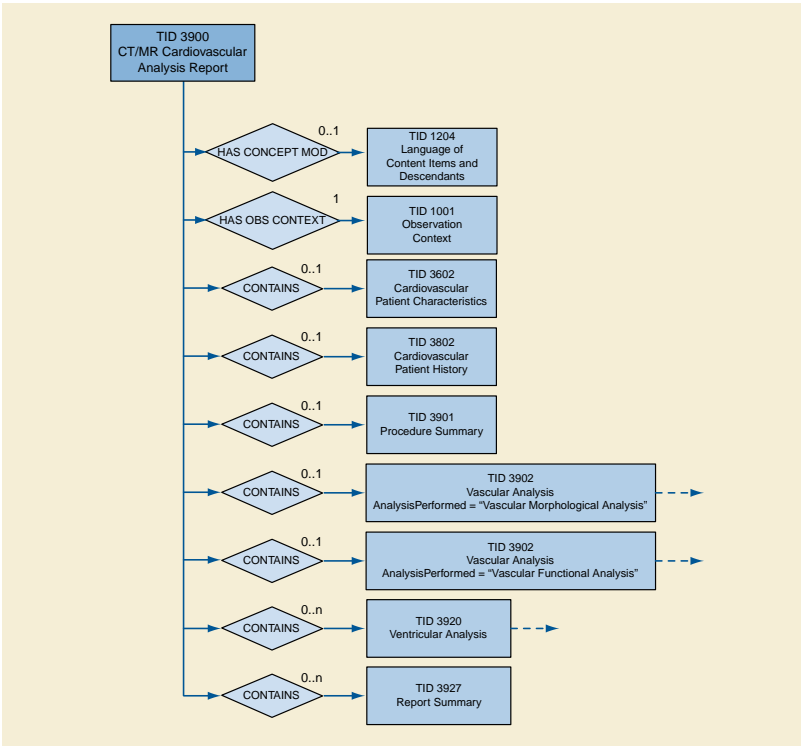 TID 3900
CT/MR Cardiovascular
Analysis Report
0..1
HAS CONCEPT MOD
TID 1204
Language of
Content Items and
Descendants
1
HAS OBS CONTEXT
TID 1001
Observation
Context
0..1
CONTAINS
TID 3602
Cardiovascular
Patient Characteristics
0..1
CONTAINS
TID 3802
Cardiovascular
Patient History
0..1
CONTAINS
TID 3901
Procedure Summary
0..1
CONTAINS
TID 3902
Vascular Analysis
AnalysisPerformed = “Vascular Morphological Analysis”
0..1
CONTAINS
TID 3902
Vascular Analysis
AnalysisPerformed = “Vascular Functional Analysis”
0..n
CONTAINS
TID 3920
Ventricular Analysis
0..n
CONTAINS
TID 3927
Report Summary